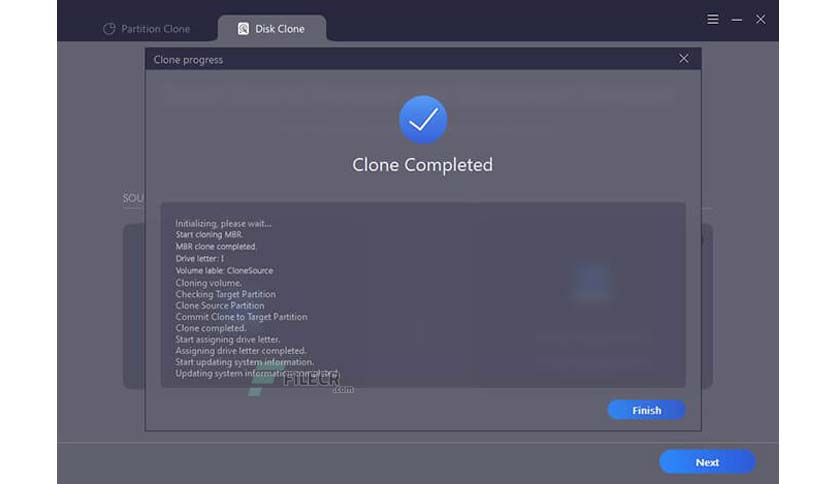 Partition Clone
Disk Clone
Clone progress
Clone Completed
SOU
Initializing, please wait...
Start cloning MBR.
MBR clone completed.
Drive letter: I
Volume lable: CloneSource
Cloning volume.
Checking Target Partition
Clone Source Partition
Commit Clone to Target Partition
Clone completed.
Start assigning drive letter.
Assigning drive letter completed.
Start updating system information.
Updating system information completed.
FILECR
.com
Finish
Next